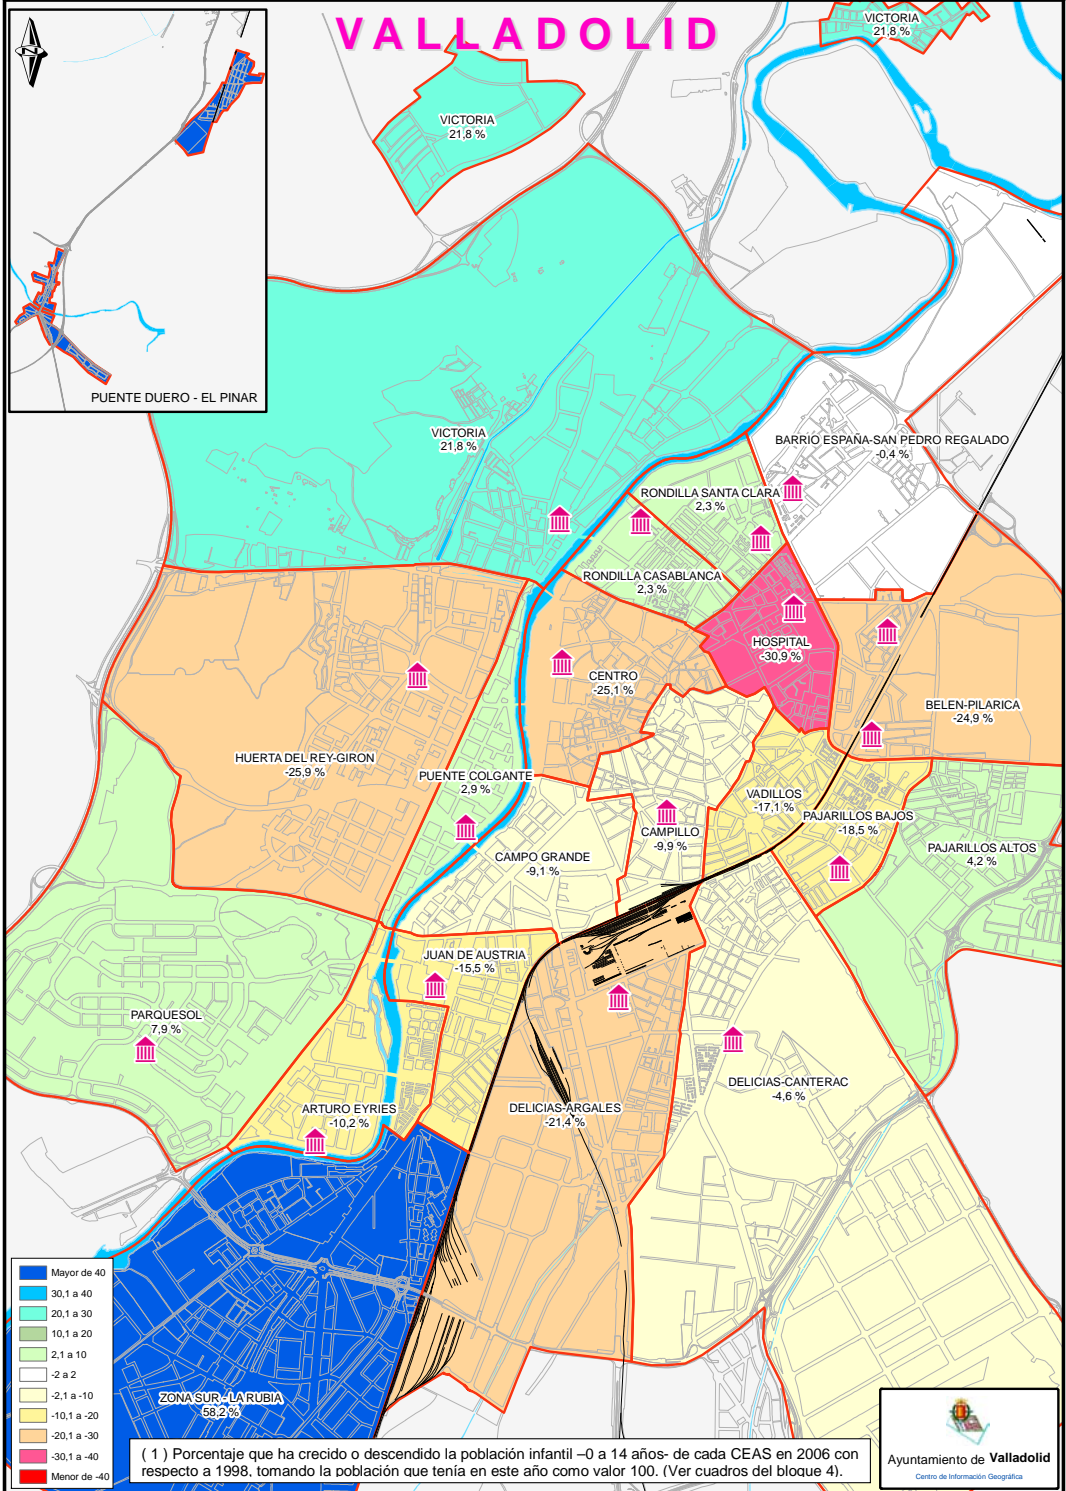 VALLADOLID
VICTORIA
21,8 %
VICTORIA
21,8 %
N
PUENTE DUERO - EL PINAR
VICTORIA
21,8 %
BARRIO ESPAÑA-SAN PEDRO REGALADO
-0,4 %
RONDILLA SANTA CLARA
2,3 %
RONDILLA CASABLANCA
2,3 %
HOSPITAL
-30,9 %
CENTRO
-25,1 %
BELEN-PILARICA
-24,9 %
HUERTA DEL REY-GIRON
-25,9 %
PUENTE COLGANTE
2,9 %
VADILLOS
-17,1 %
PAJARILLOS BAJOS
-18,5 %
CAMPILLO
-9,9 %
PAJARILLOS ALTOS
4,2 %
CAMPO GRANDE
-9,1 %
JUAN DE AUSTRIA
-15,5 %
PARQUESOL
7,9 %
DELICIAS-CANTERAC
-4,6 %
ARTURO EYRIES
-10,2 %
DELICIAS-ARGALES
-21,4 %
ZONA SUR - LA RUBIA
58,2 %
Mayor de 40
30,1 a 40
20,1 a 30
10,1 a 20
2,1 a 10
-2 a 2
-2,1 a -10
-10,1 a -20
-20,1 a -30
-30,1 a -40
Menor de -40
( 1 ) Porcentaje que ha crecido o descendido la población infantil –0 a 14 años- de cada CEAS en 2006 con
respecto a 1998, tomando la población que tenía en este año como valor 100. (Ver cuadros del bloque 4).
Ayuntamiento de Valladolid
Centro de Información Geográfica